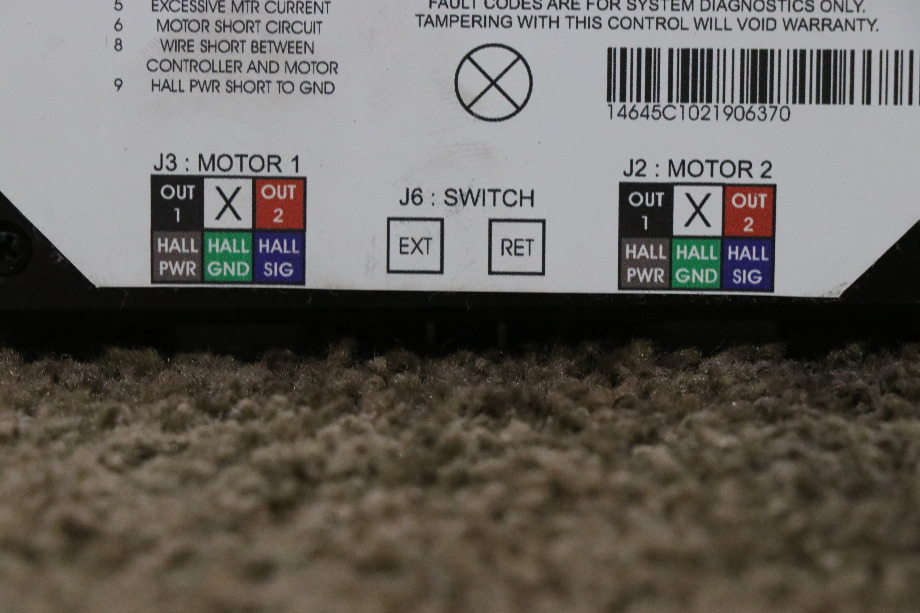 5 EXCESSIVE MTR CURRENT
6 MOTOR SHORT CIRCUIT
8 WIRE SHORT BETWEEN
CONTROLLER AND MOTOR
9 HALL PWR SHORT TO GND
FAULT CODES ARE FOR SYSTEM DIAGNOSTICS ONLY.
TAMPERING WITH THIS CONTROL WILL VOID WARRANTY.
14645C1021906370
J3 : MOTOR 1
OUT 1 X OUT 2
HALL PWR HALL GND HALL SIG
J6 : SWITCH
EXT RET
J2 : MOTOR 2
OUT 1 X OUT 2
HALL PWR HALL GND HALL SIG